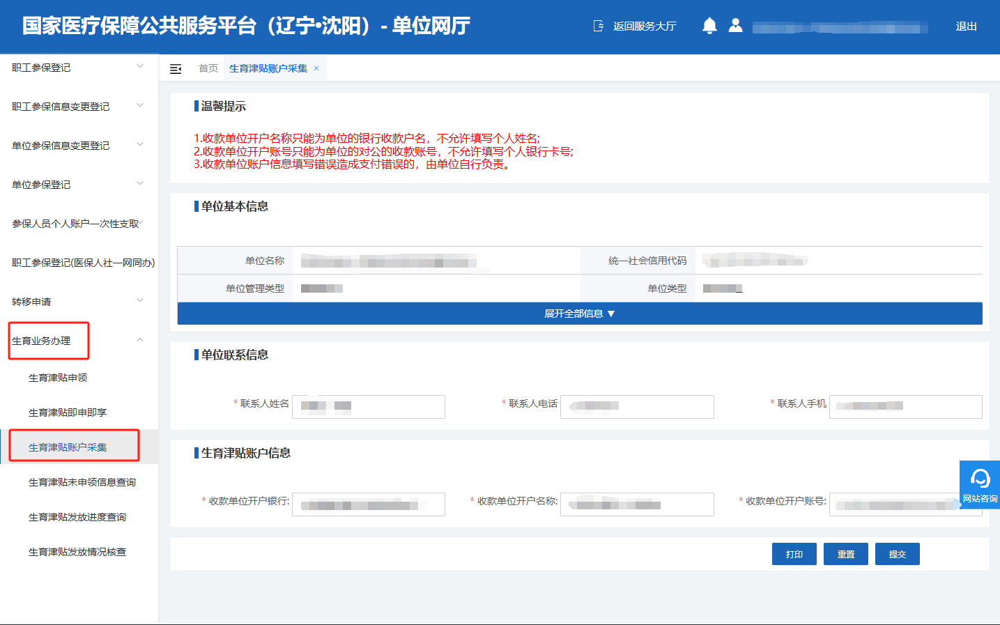 国家医疗保障公共服务平台（辽宁•沈阳）- 单位网厅
返回服务大厅
退出
职工参保登记
职工参保信息变更登记
单位参保信息变更登记
单位参保登记
参保人员个人账户一次性支取
职工参保登记(医保人社一网同办)
转移申请
生育业务办理
生育津贴申领
生育津贴即申即享
生育津贴账户采集
生育津贴未申领信息查询
生育津贴发放进度查询
生育津贴发放情况核查
首页 生育津贴账户采集 ×
温馨提示
1.收款单位开户名称只能为单位的银行收款户名，不允许填写个人姓名;
2.收款单位开户账号只能为单位的对公的收款账号，不允许填写个人银行卡号;
3.收款单位账户信息填写错误造成支付错误的，由单位自行负责。
单位基本信息
单位名称 统一社会信用代码
单位管理类型 单位类型
展开全部信息 ▼
单位联系信息
* 联系人姓名 * 联系人电话 * 联系人手机
生育津贴账户信息
* 收款单位开户银行: * 收款单位开户名称: * 收款单位开户账号:
网站咨询
打印 重置 提交